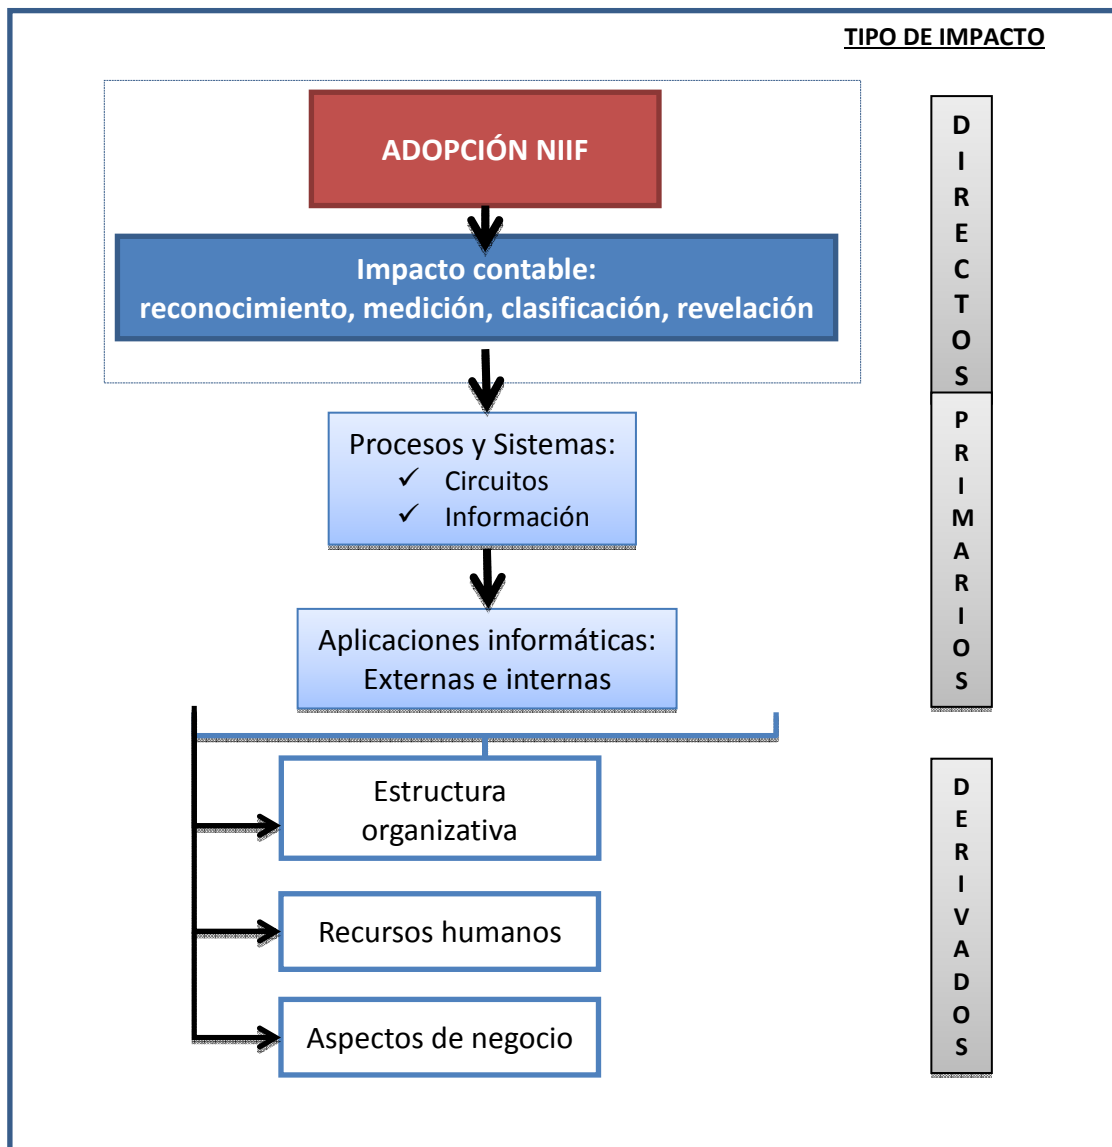 TIPO DE IMPACTO
ADOPCIÓN NIIF
Impacto contable:
reconocimiento, medición, clasificación, revelación
DIRECTOS
Procesos y Sistemas:
✓ Circuitos
✓ Información
Aplicaciones informáticas:
Externas e internas
PRIMARIOS
Estructura
organizativa
Recursos humanos
Aspectos de negocio
DERIVADOS